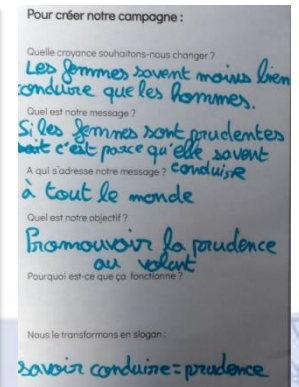 Pour créer notre campagne :
Quelle croyance souhaitons-nous changer ?
Les femmes savent moins bien
conduire que les hommes.
Quel est notre message ?
Si les femmes sont prudentes
c'est parce qu'elle savent
conduire
A qui s'adresse notre message ?
à tout le monde
Quel est notre objectif ?
Promouvoir la prudence
au volant
Pourquoi est-ce que ça fonctionne ?
Nous le transformons en slogan :
savoir conduire = prudence